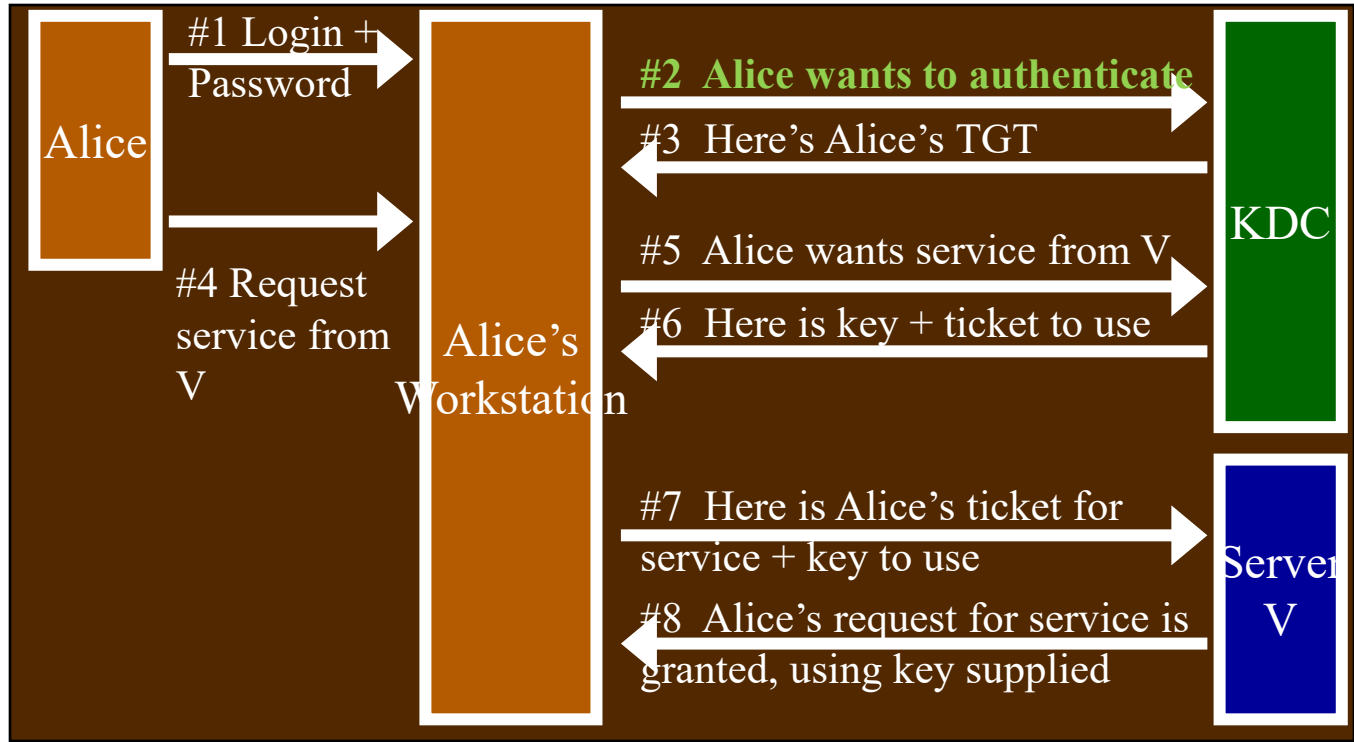 Alice
#1 Login +
Password
#2 Alice wants to authenticate
#3 Here’s Alice’s TGT
KDC
#4 Request
service from
V
#5 Alice wants service from V
#6 Here is key + ticket to use
Alice’s
Workstation
#7 Here is Alice’s ticket for
service + key to use
Server
V
#8 Alice’s request for service is
granted, using key supplied